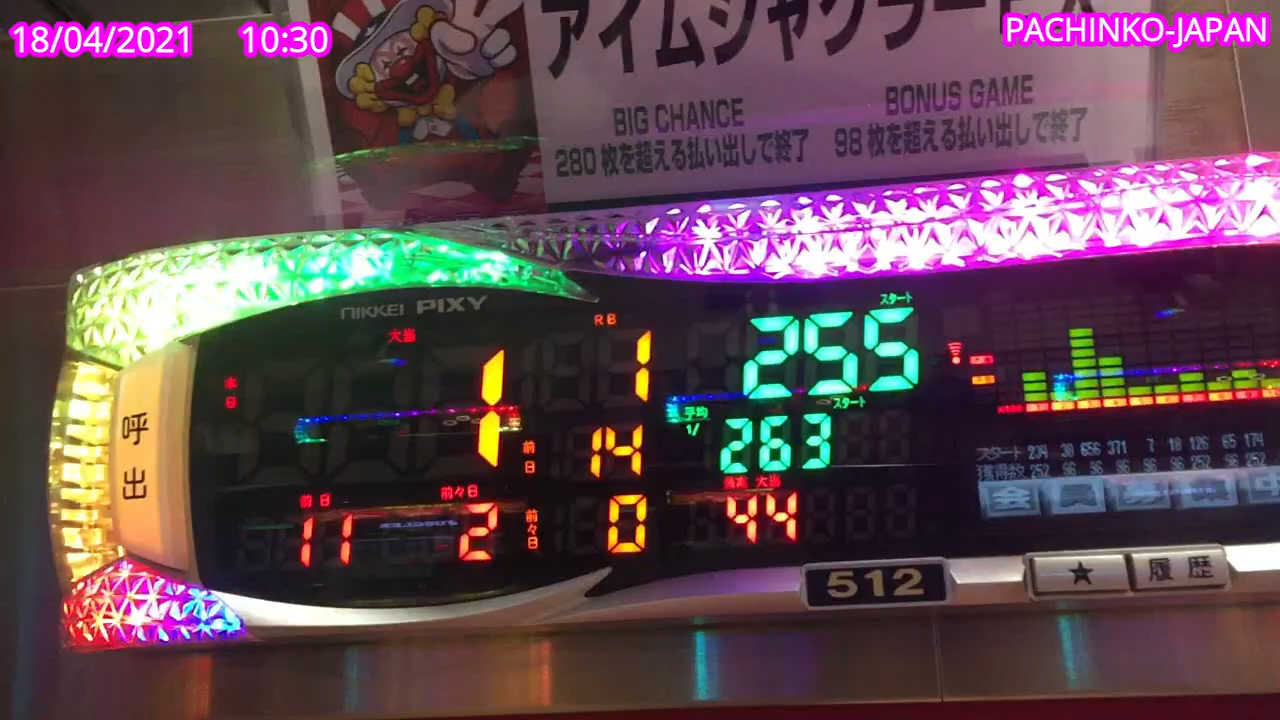 18/04/2021 10:30
PACHINKO-JAPAN
アイムジャグラーEX
BIG CHANCE
280枚を超える払い出しで終了
BONUS GAME
98枚を超える払い出しで終了
NIKKEI PIXY
呼出
本日
大当
1
RB
1
スタート
255
前日
14
平均
1/
263
スタート
前日
11
前々日
2
前々日
0
最高 大当
44
スタート 234 30 656 371 7 18 126 65 174
獲得数 252 96 96 96 96 96 252 96 252
512
★
履歴